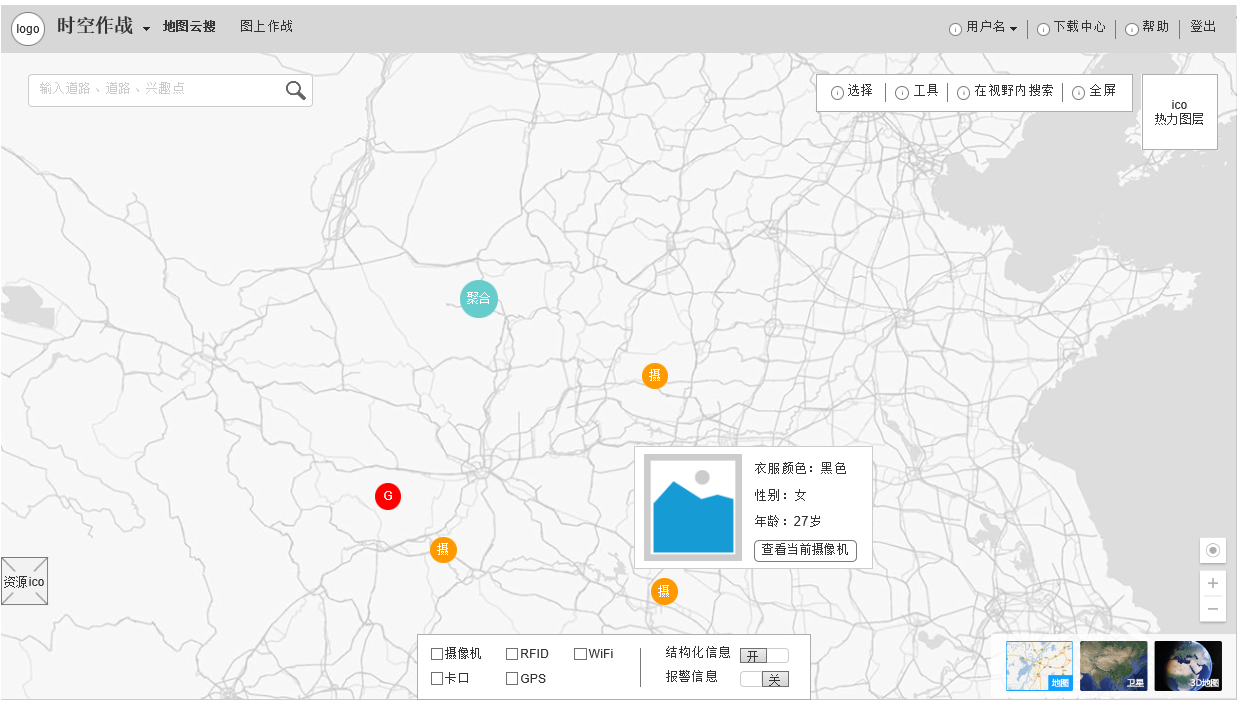 logo 时空作战 地图云搜 图上作战 用户名 下载中心 帮助 登出
输入道路、道路、兴趣点
选择 工具 在视野内搜索 全屏
ico
热力图层
聚合
摄
衣服颜色：黑色
性别：女
年龄：27岁
查看当前摄像机
G
摄
摄
资源ico
摄像机 RFID WiFi 结构化信息 开
卡口 GPS 报警信息 关
地图 卫星 3D地图